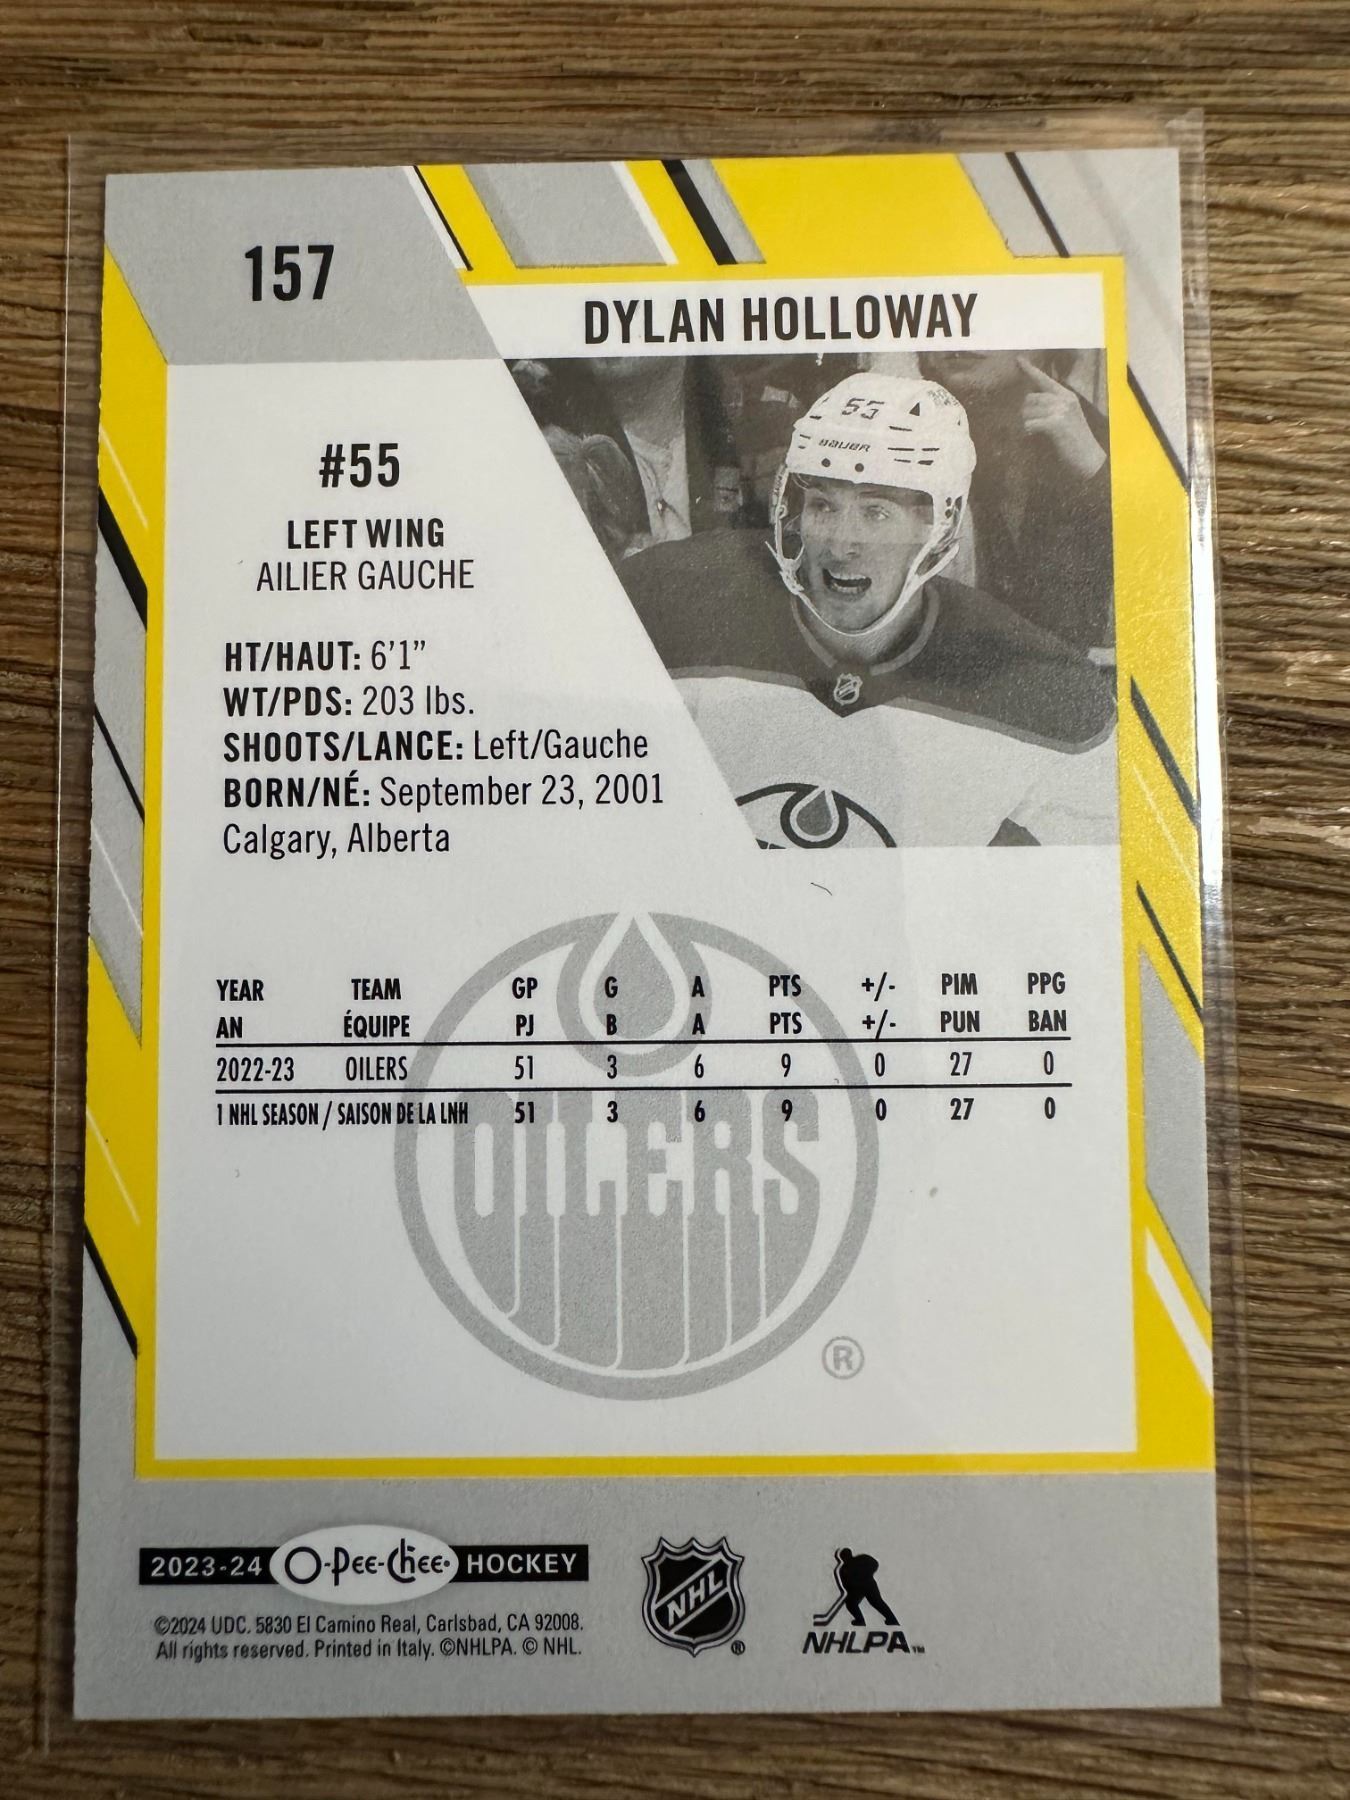 157
DYLAN HOLLOWAY
55
BAUER
#55
LEFT WING
AILIER GAUCHE
HT/HAUT: 6'1"
WT/PDS: 203 lbs.
SHOOTS/LANCE: Left/Gauche
BORN/NÉ: September 23, 2001
Calgary, Alberta
YEAR TEAM GP G A PTS +/- PIM PPG
AN ÉQUIPE PJ B A PTS +/- PUN BAN
2022-23 OILERS 51 3 6 9 0 27 0
1 NHL SEASON / SAISON DE LA LNH 51 3 6 9 0 27 0
OILERS
®
2023-24 O-Pee-Chee HOCKEY
©2024 UDC. 5830 El Camino Real, Carlsbad, CA 92008.
All rights reserved. Printed in Italy. ©NHLPA. © NHL.
NHL ®
NHLPA™